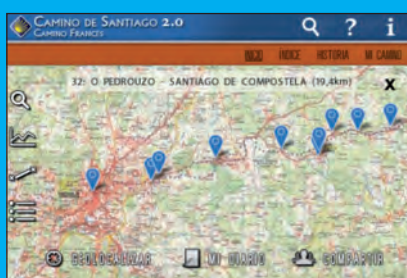 CAMINO DE SANTIAGO 2.0
CAMINO FRANCES
? i
INICIO ÍNDICE HISTORIA MI CAMINO
32: O PEDROUZO - SANTIAGO DE COMPOSTELA (19,4km) X
GEOLOCALIZAR MI DIARIO COMPARTIR